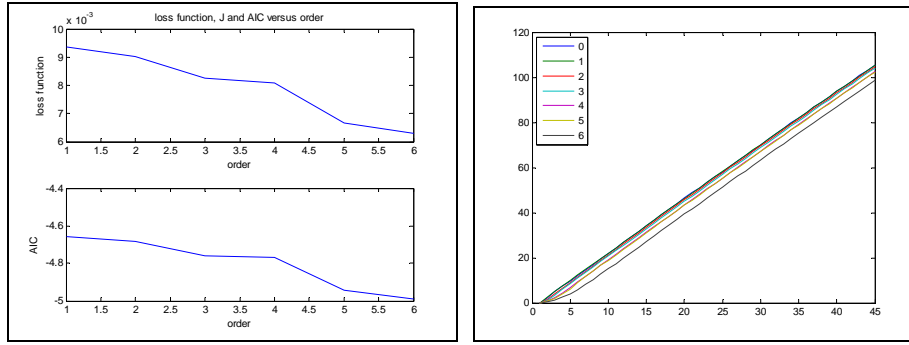 loss function, J and AIC versus order
x 10^-3
10
9
8
7
6
loss function
1 1.5 2 2.5 3 3.5 4 4.5 5 5.5 6
order
-4.4
-4.6
-4.8
-5
AIC
1 1.5 2 2.5 3 3.5 4 4.5 5 5.5 6
order
120
100
80
60
40
20
0
0
1
2
3
4
5
6
0 5 10 15 20 25 30 35 40 45